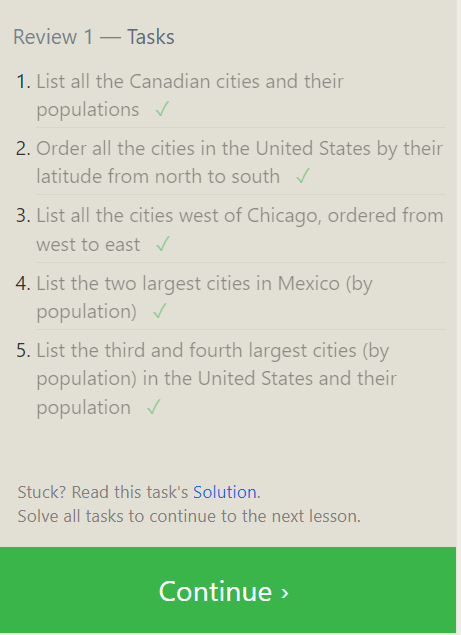 Review 1 — Tasks
1. List all the Canadian cities and their
populations ✓
2. Order all the cities in the United States by their
latitude from north to south ✓
3. List all the cities west of Chicago, ordered from
west to east ✓
4. List the two largest cities in Mexico (by
population) ✓
5. List the third and fourth largest cities (by
population) in the United States and their
population ✓
Stuck? Read this task's Solution.
Solve all tasks to continue to the next lesson.
Continue ›